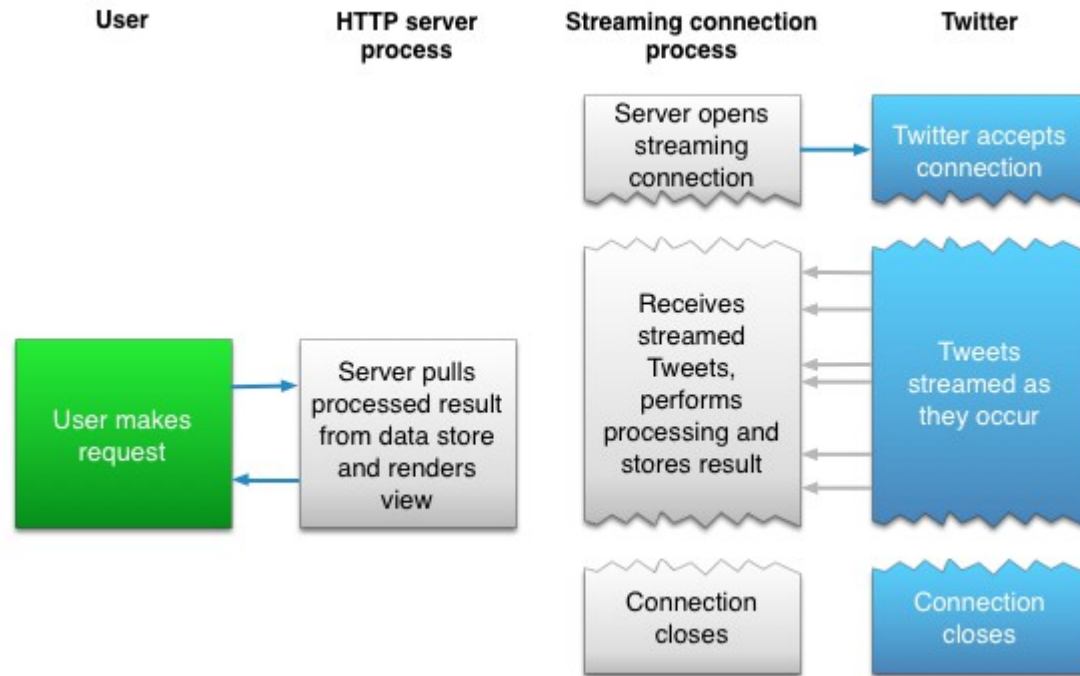 User
HTTP server
process
Streaming connection
process
Twitter
Server opens
streaming
connection
Twitter accepts
connection
User makes
request
Server pulls
processed result
from data store
and renders
view
Receives
streamed
Tweets,
performs
processing and
stores result
Tweets
streamed as
they occur
Connection
closes
Connection
closes